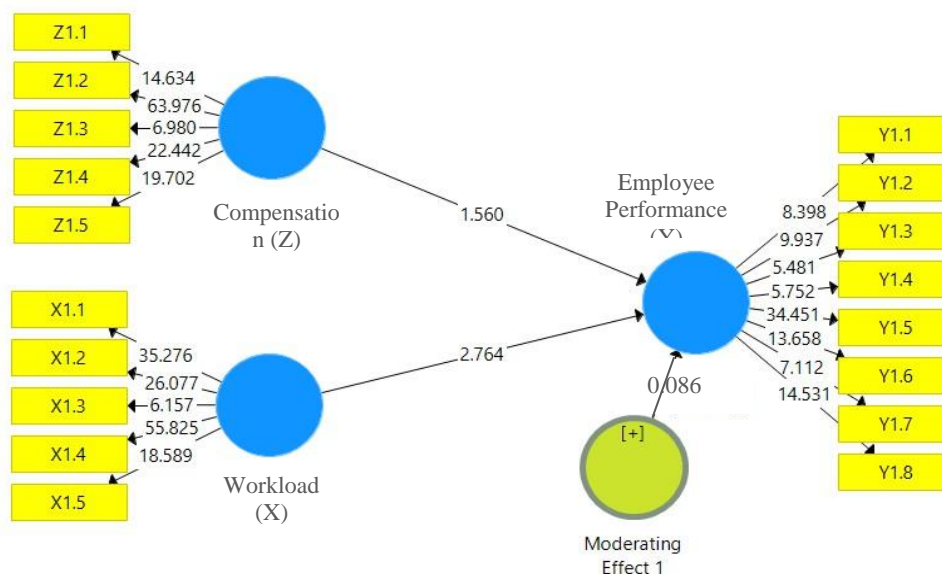 Z1.1
Z1.2
Z1.3
Z1.4
Z1.5
14.634
63.976
6.980
22.442
19.702
Compensatio
n (Z)
1.560
X1.1
X1.2
X1.3
X1.4
X1.5
35.276
26.077
6.157
55.825
18.589
Workload
(X)
2.764
Employee
Performance
8.398
9.937
5.481
5.752
34.451
13.658
7.112
14.531
Y1.1
Y1.2
Y1.3
Y1.4
Y1.5
Y1.6
Y1.7
Y1.8
0.086
[+]
Moderating
Effect 1